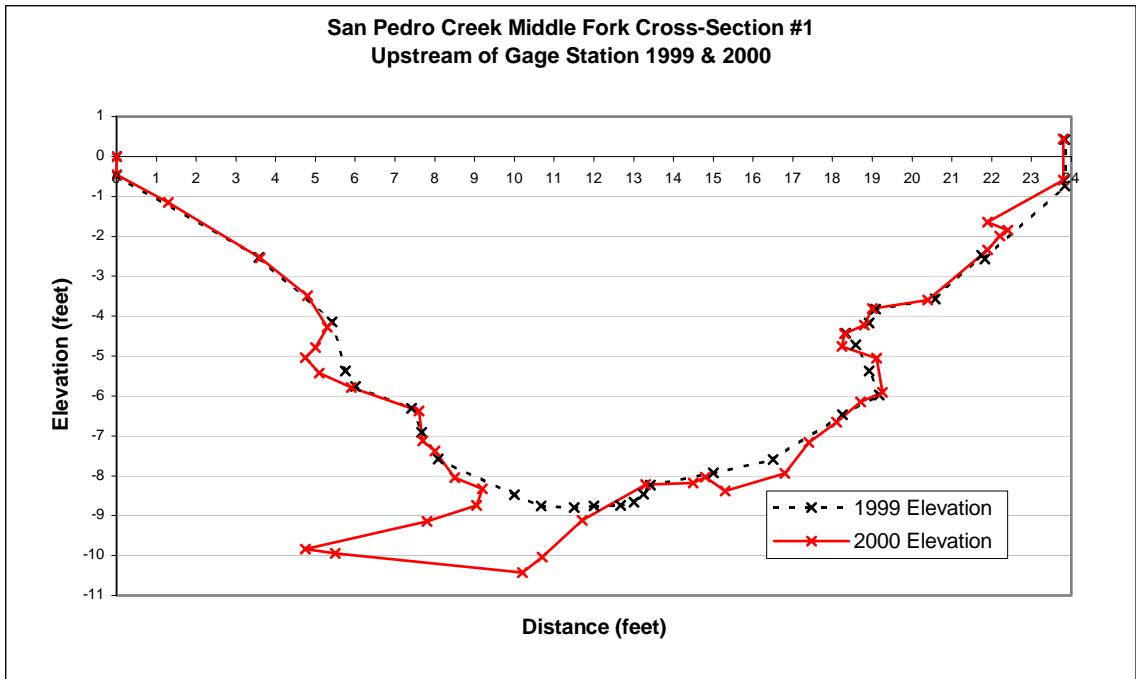 San Pedro Creek Middle Fork Cross-Section #1
Upstream of Gage Station 1999 & 2000
Elevation (feet)
1
0
-1
-2
-3
-4
-5
-6
-7
-8
-9
-10
-11
0 1 2 3 4 5 6 7 8 9 10 11 12 13 14 15 16 17 18 19 20 21 22 23 24
1999 Elevation
2000 Elevation
Distance (feet)